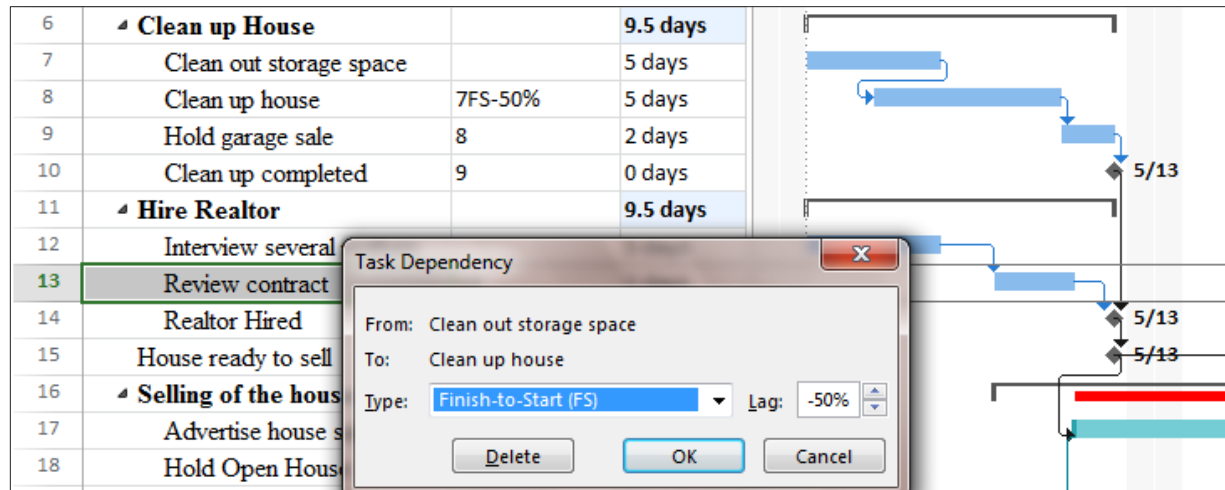 6 Clean up House 9.5 days
7 Clean out storage space 5 days
8 Clean up house 7FS-50% 5 days
9 Hold garage sale 8 2 days
10 Clean up completed 9 0 days 5/13
11 Hire Realtor 9.5 days
12 Interview several
13 Review contract
14 Realtor Hired 5/13
15 House ready to sell 5/13
16 Selling of the hous
17 Advertise house s
18 Hold Open Hous
Task Dependency
From: Clean out storage space
To: Clean up house
Type: Finish-to-Start (FS) Lag: -50%
Delete OK Cancel